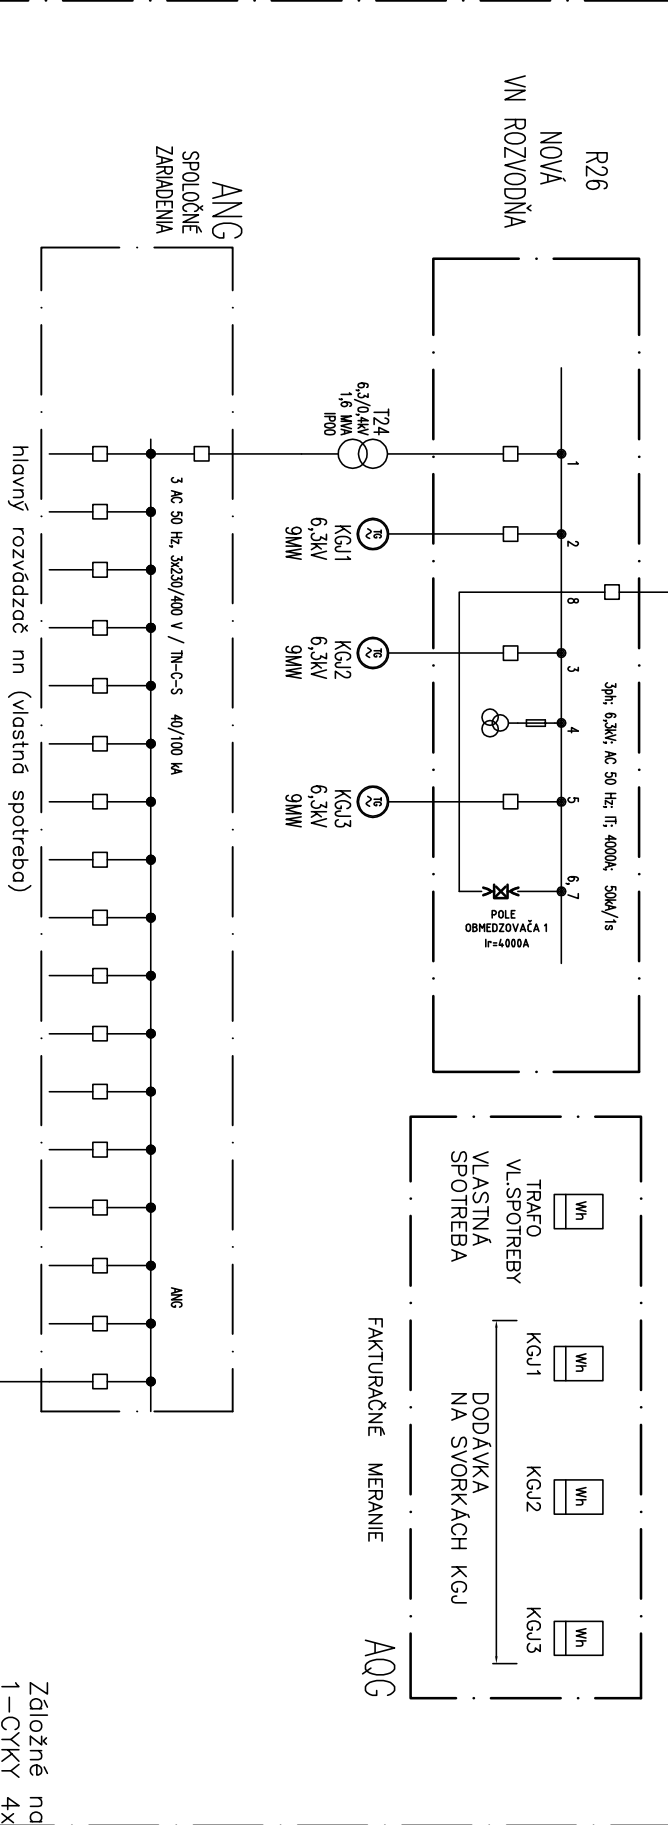 R26
NOVÁ
VN ROZVODŇA
3ph; 6,3kV; AC 50 Hz; IT; 4000A; 50kA/1s
1
2
8
3
4
5
6, 7
POLE
OBMEDZOVAČA 1
Ir=4000A
T24
6,3/0,4kV
1,6 MVA
IP00
TG
KGJ1
6,3kV
9MW
TG
KGJ2
6,3kV
9MW
TG
KGJ3
6,3kV
9MW
ANG
SPOLOČNÉ
ZARIADENIA
3 AC 50 Hz, 3x230/400 V / TN-C-S 40/100 kA
ANG
hlavný rozvádzač nn (vlastná spotreba)
Wh
TRAFO
VL.SPOTREBY
VLASTNÁ
SPOTREBA
Wh
KGJ1
Wh
KGJ2
Wh
KGJ3
DODÁVKA
NA SVORKÁCH KGJ
FAKTURAČNÉ MERANIE
AQG
Záložné na
1-CYKY 4x